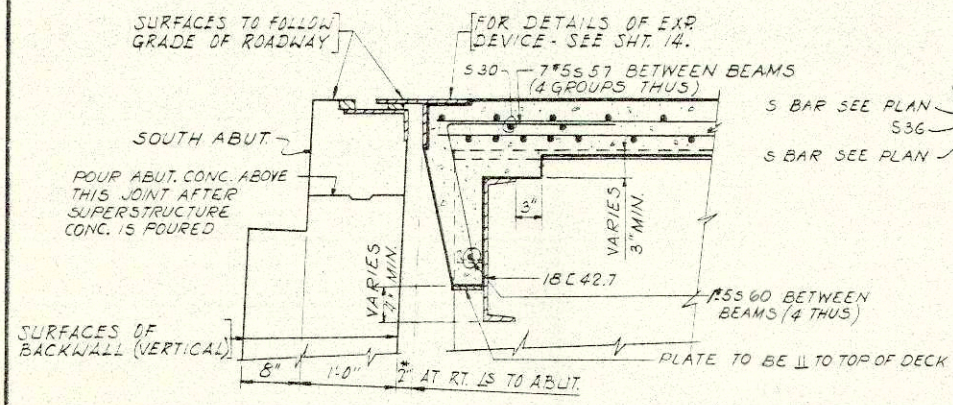 SURFACES TO FOLLOW
GRADE OF ROADWAY
FOR DETAILS OF EXP.
DEVICE - SEE SHT. 14.
S30
7#5s 57 BETWEEN BEAMS
(4 GROUPS THUS)
S BAR SEE PLAN
S36
S BAR SEE PLAN
SOUTH ABUT.
POUR ABUT. CONC. ABOVE
THIS JOINT AFTER
SUPERSTRUCTURE
CONC. IS POURED
3"
VARIES
3" MIN.
VARIES
MIN.
18 C 42.7
5s 60 BETWEEN
BEAMS (4 THUS)
SURFACES OF
BACKWALL (VERTICAL)
PLATE TO BE || TO TOP OF DECK
8"
1'-0"
2" AT RT. LS TO ABUT.